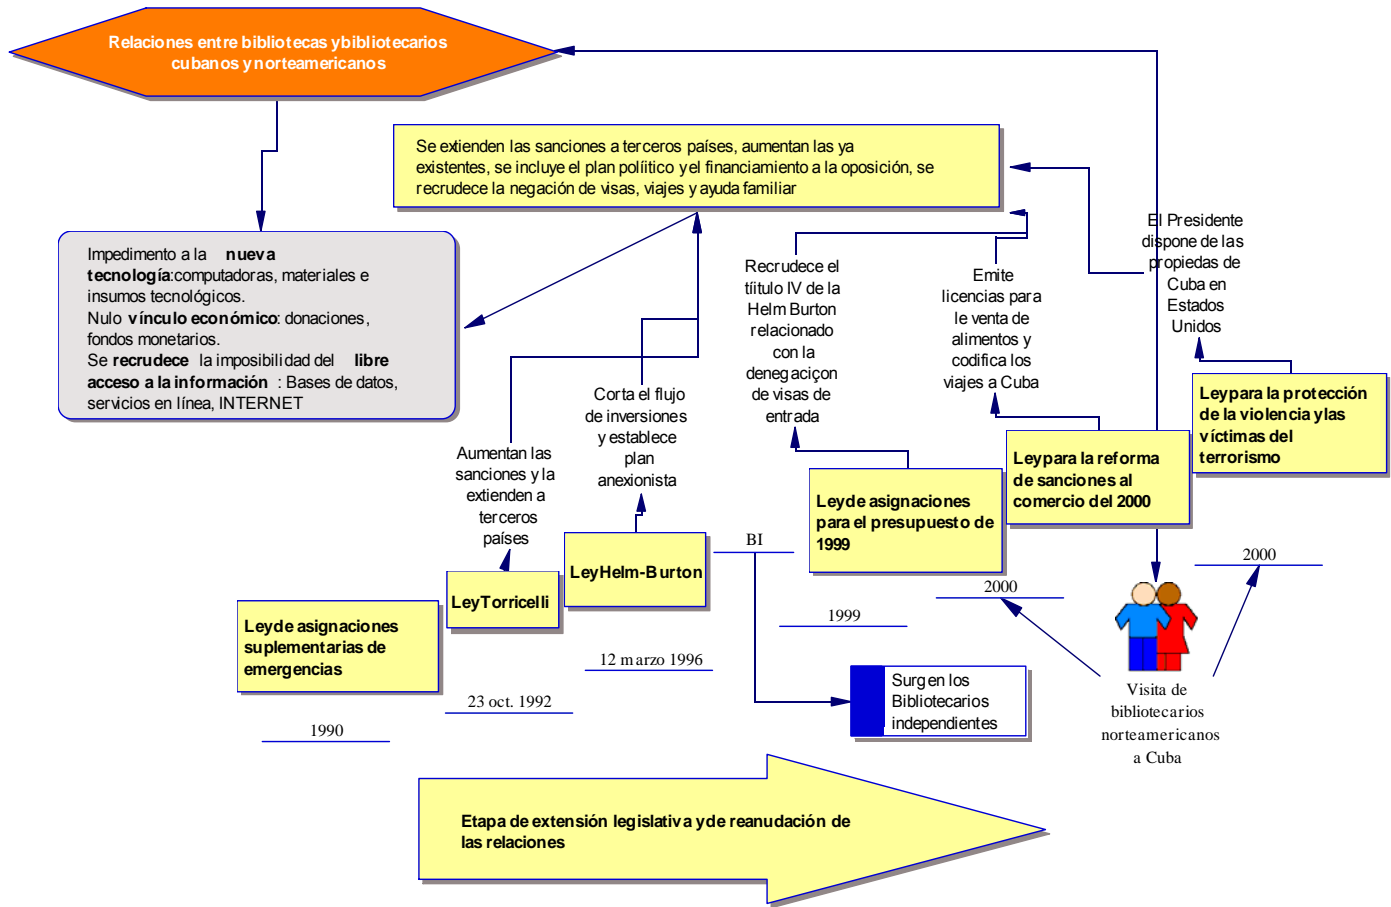 Relaciones entre bibliotecas ybibliotecarios
cubanos y norteamericanos
Se extienden las sanciones a terceros países, aumentan las ya
existentes, se incluye el plan políítico y el financiamiento a la oposición, se
recrudece la negación de visas, viajes y ayuda familiar
Impedimento a la nueva
tecnología:computadoras, materiales e
insumos tecnológicos.
Nulo vínculo económico: donaciones,
fondos monetarios.
Se recrudece la imposibilidad del libre
acceso a la información : Bases de datos,
servicios en línea, INTERNET
Aumentan las
sanciones y la
extienden a
terceros
países
Corta el flujo
de inversiones
y establece
plan
anexionista
Recrudece el
tíitulo IV de la
Helm Burton
relacionado
con la
denegaciçon
de visas de
entrada
Emite
licencias para
le venta de
alimentos y
codifica los
viajes a Cuba
El Presidente
dispone de las
propiedas de
Cuba en
Estados
Unidos
Leyde asignaciones
suplementarias de
emergencias
LeyTorricelli
LeyHelm-Burton
BI
Leyde asignaciones
para el presupuesto de
1999
Leypara la reforma
de sanciones al
comercio del 2000
Leypara la protección
de la violencia ylas
víctimas del
terrorismo
1990
23 oct. 1992
12 marzo 1996
1999
2000
2000
Surgen los
Bibliotecarios
independientes
Visita de
bibliotecarios
norteamericanos
a Cuba
Etapa de extensión legislativa yde reanudación de
las relaciones